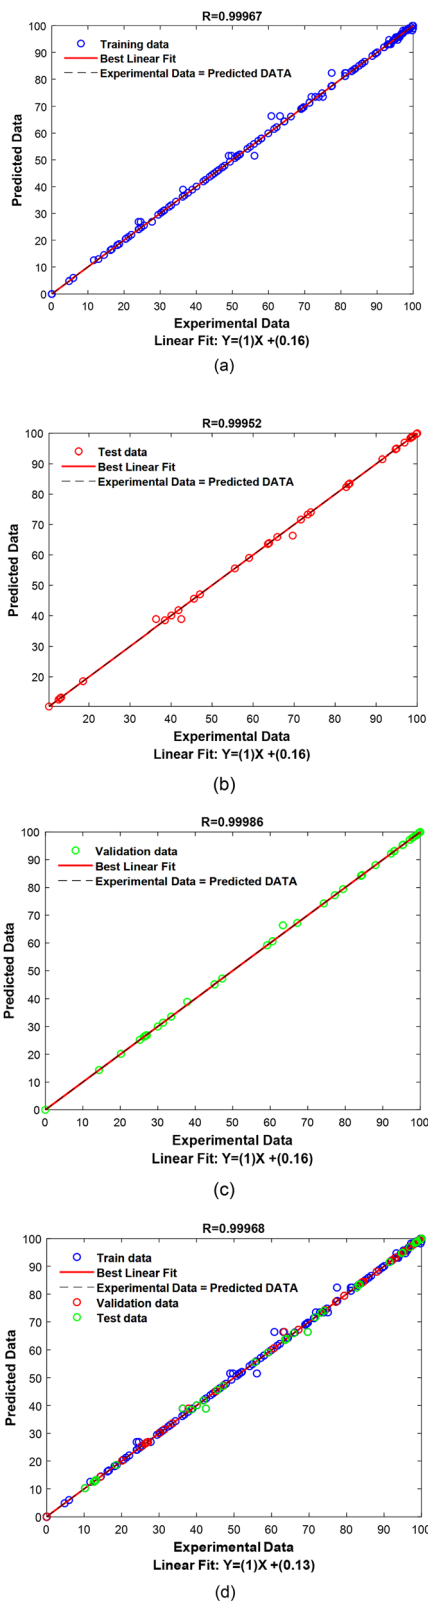 R=0.99967
100
90
80
70
60
50
40
30
20
10
0
Predicted Data
Training data
Best Linear Fit
Experimental Data = Predicted DATA
0 10 20 30 40 50 60 70 80 90 100
Experimental Data
Linear Fit: Y=(1)X +(0.16)
(a)
R=0.99952
100
90
80
70
60
50
40
30
20
Predicted Data
Test data
Best Linear Fit
Experimental Data = Predicted DATA
20 30 40 50 60 70 80 90 100
Experimental Data
Linear Fit: Y=(1)X +(0.16)
(b)
R=0.99986
100
90
80
70
60
50
40
30
20
10
0
Predicted Data
Validation data
Best Linear Fit
Experimental Data = Predicted DATA
0 10 20 30 40 50 60 70 80 90 100
Experimental Data
Linear Fit: Y=(1)X +(0.16)
(c)
R=0.99968
100
90
80
70
60
50
40
30
20
10
0
Predicted Data
Train data
Best Linear Fit
Experimental Data = Predicted DATA
Validation data
Test data
0 10 20 30 40 50 60 70 80 90 100
Experimental Data
Linear Fit: Y=(1)X +(0.13)
(d)